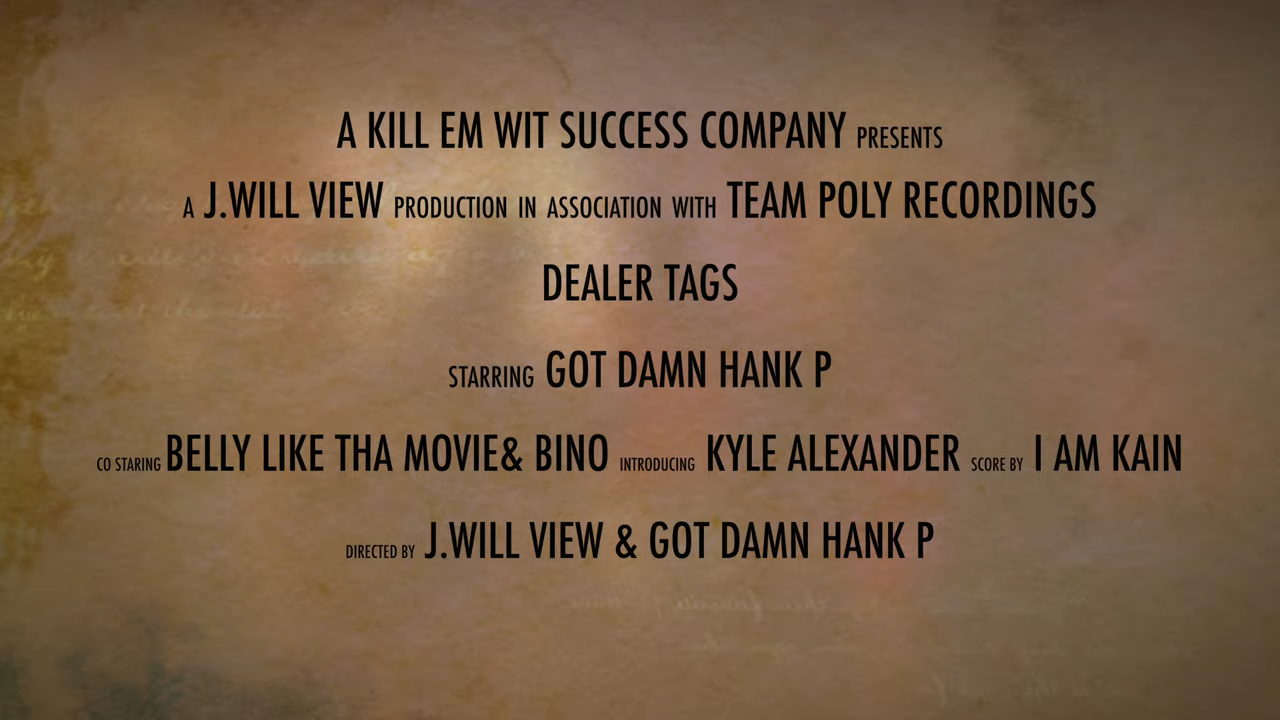 A KILL EM WIT SUCCESS COMPANY PRESENTS
A J.WILL VIEW PRODUCTION IN ASSOCIATION WITH TEAM POLY RECORDINGS
DEALER TAGS
STARRING GOT DAMN HANK P
CO STARING BELLY LIKE THA MOVIE& BINO INTRODUCING KYLE ALEXANDER SCORE BY I AM KAIN
DIRECTED BY J.WILL VIEW & GOT DAMN HANK P